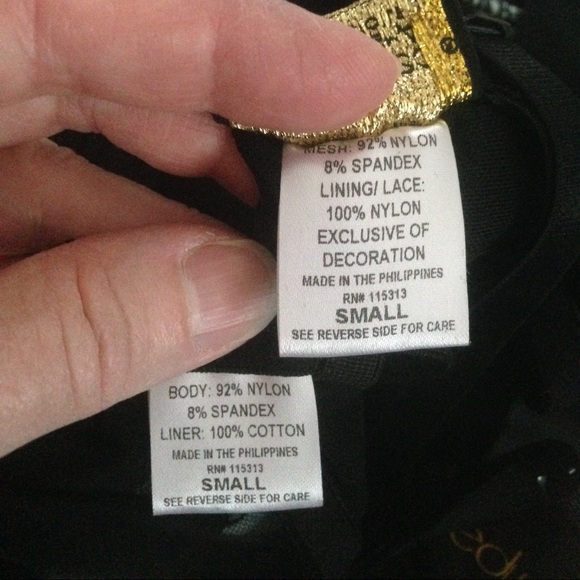 MESH: 92% NYLON
8% SPANDEX
LINING/ LACE:
100% NYLON
EXCLUSIVE OF
DECORATION
MADE IN THE PHILIPPINES
RN# 115313
SMALL
SEE REVERSE SIDE FOR CARE
BODY: 92% NYLON
8% SPANDEX
LINER: 100% COTTON
MADE IN THE PHILIPPINES
RN# 115313
SMALL
SEE REVERSE SIDE FOR CARE